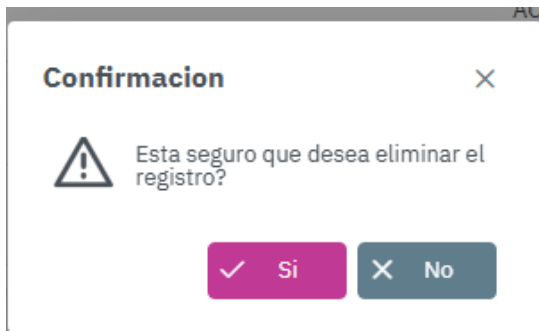 Confirmacion
Esta seguro que desea eliminar el
registro?
Si
No